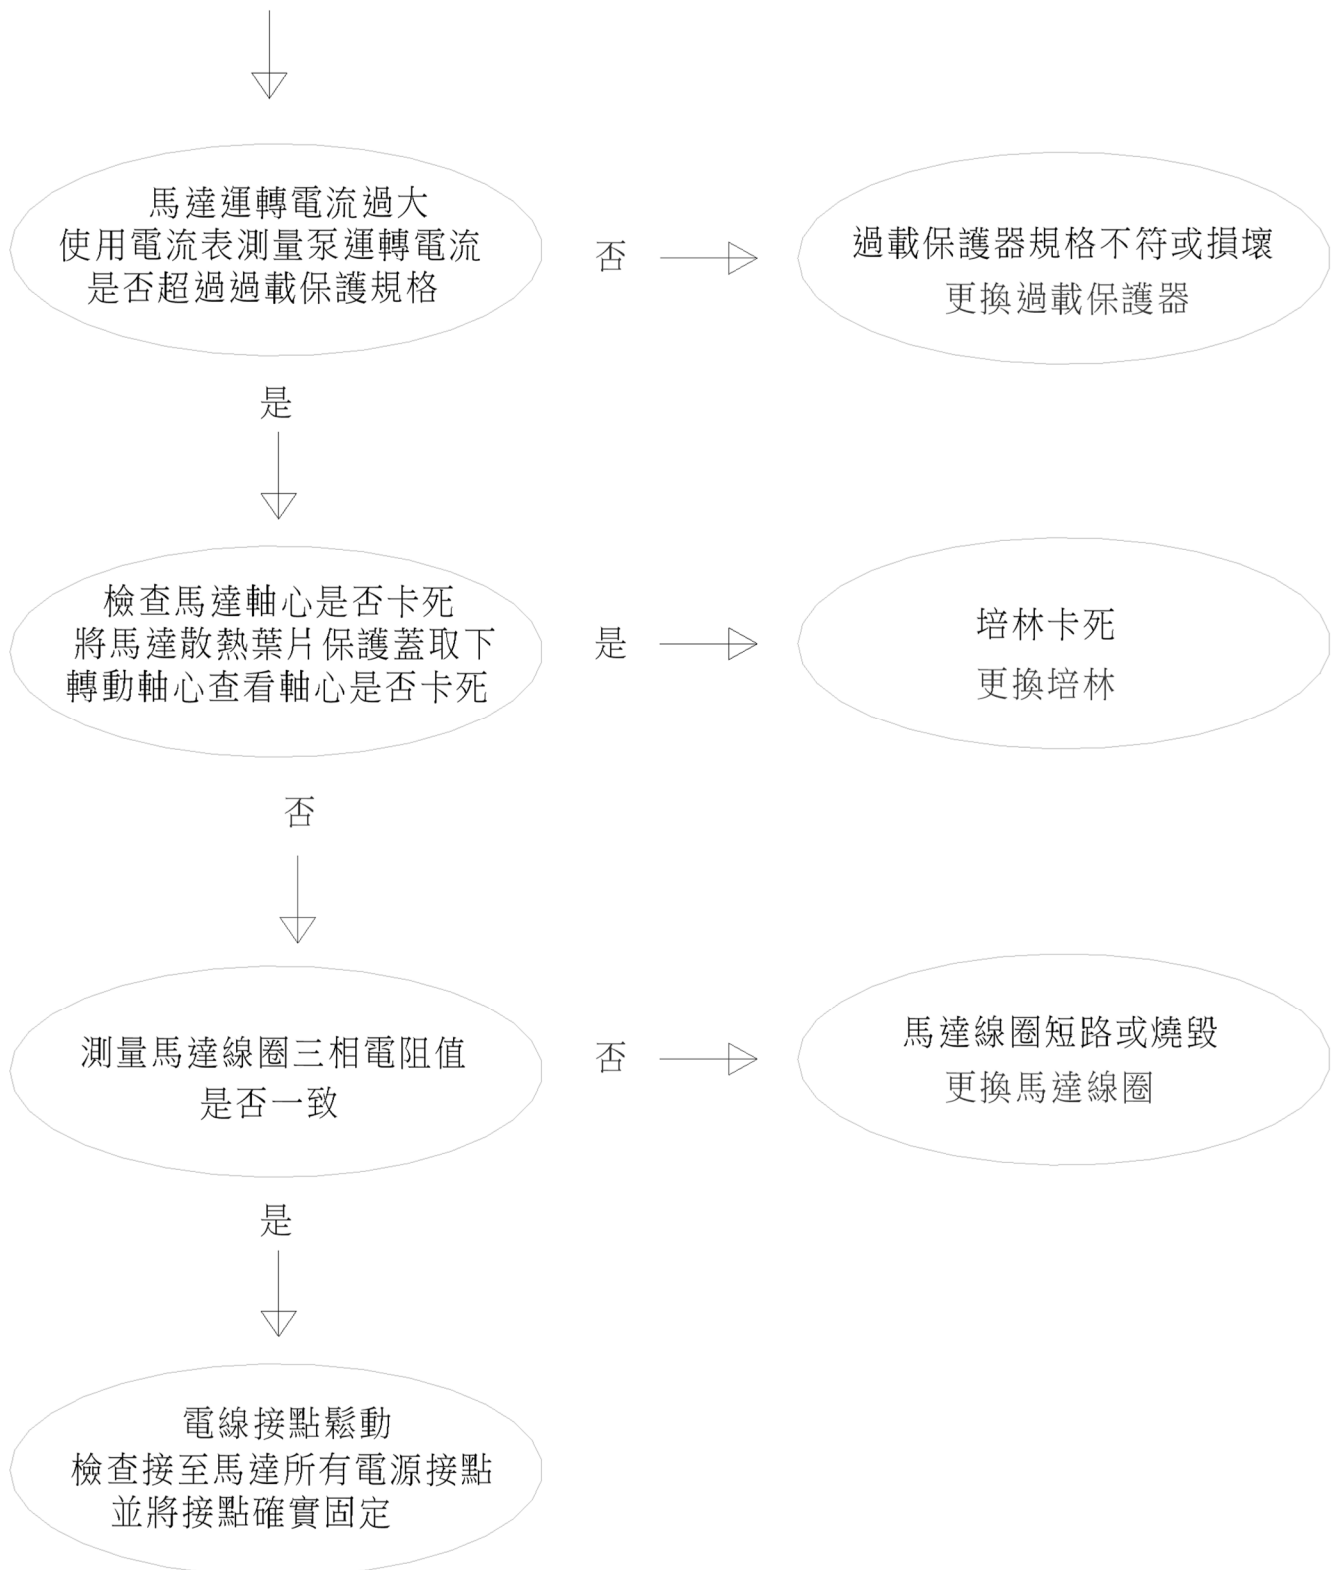 馬達運轉電流過大
使用電流表測量泵運轉電流
是否超過過載保護規格
否
過載保護器規格不符或損壞
更換過載保護器
是
檢查馬達軸心是否卡死
將馬達散熱葉片保護蓋取下
轉動軸心查看軸心是否卡死
是
培林卡死
更換培林
否
測量馬達線圈三相電阻值
是否一致
否
馬達線圈短路或燒毀
更換馬達線圈
是
電線接點鬆動
檢查接至馬達所有電源接點
並將接點確實固定